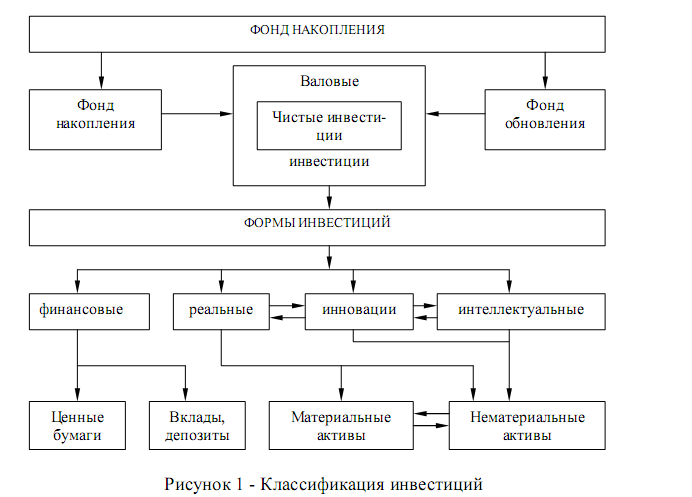 ФОНД НАКОПЛЕНИЯ
Валовые
Фонд
накопления
Чистые инвести-
ции
инвестиции
Фонд
обновления
ФОРМЫ ИНВЕСТИЦИЙ
финансовые
реальные
инновации
интеллектуальные
Ценные
бумаги
Вклады,
депозиты
Материальные
активы
Нематериальные
активы
Рисунок 1 - Классификация инвестиций